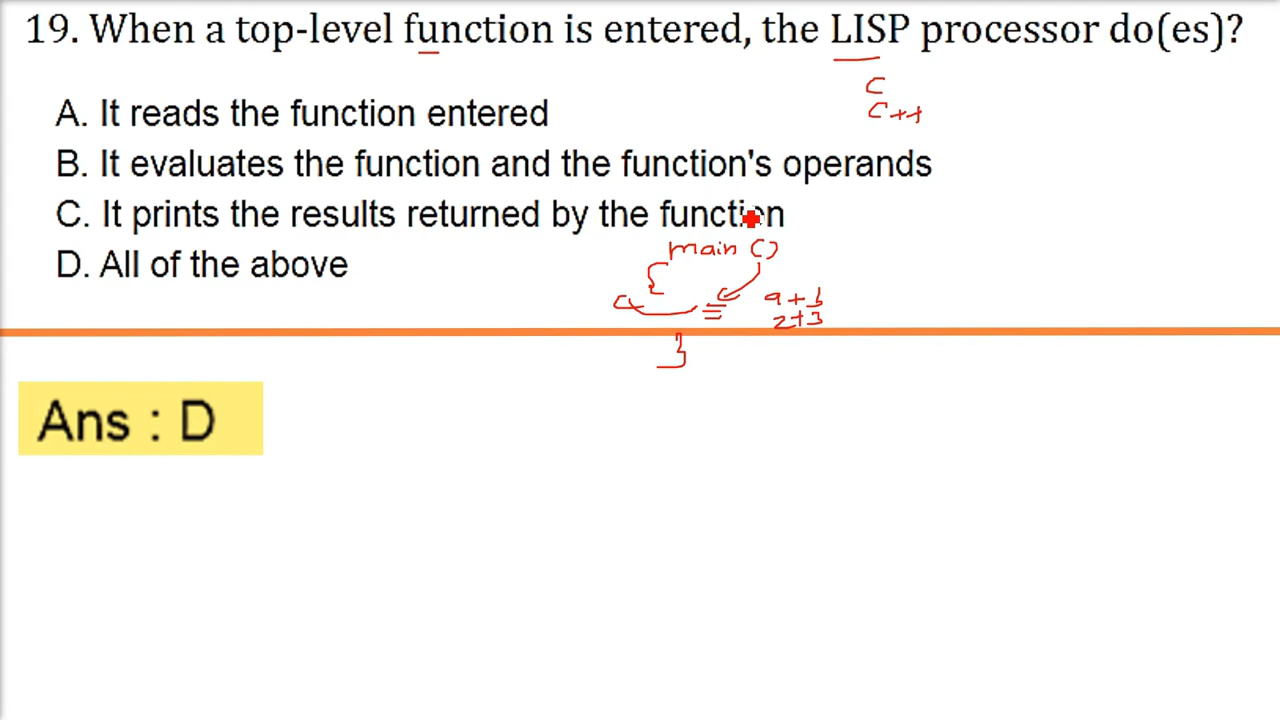 19. When a top-level function is entered, the LISP processor do(es)?
C
C++
A. It reads the function entered
B. It evaluates the function and the function's operands
C. It prints the results returned by the function
main ()
D. All of the above
{
a+b
2+3
}
Ans : D